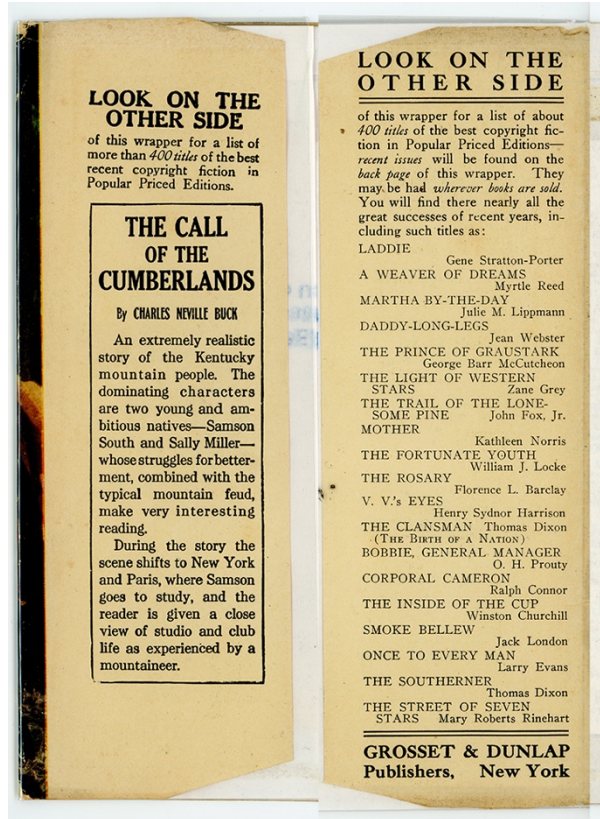 LOOK ON THE
OTHER SIDE
of this wrapper for a list of
more than 400 titles of the best
recent copyright fiction in
Popular Priced Editions.
THE CALL
OF THE
CUMBERLANDS
By CHARLES NEVILLE BUCK
An extremely realistic
story of the Kentucky
mountain people. The
dominating characters
are two young and am-
bitious natives—Samson
South and Sally Miller—
whose struggles for better-
ment, combined with the
typical mountain feud,
make very interesting
reading.
During the story the
scene shifts to New York
and Paris, where Samson
goes to study, and the
reader is given a close
view of studio and club
life as experienced by a
mountaineer.
LOOK ON THE
OTHER SIDE
of this wrapper for a list of about
400 titles of the best copyright fic-
tion in Popular Priced Editions—
recent issues will be found on the
back page of this wrapper. They
may be had wherever books are sold.
You will find there nearly all the
great successes of recent years, in-
cluding such titles as:
LADDIE
Gene Stratton-Porter
A WEAVER OF DREAMS
Myrtle Reed
MARTHA BY-THE-DAY
Julie M. Lippmann
DADDY-LONG-LEGS
Jean Webster
THE PRINCE OF GRAUSTARK
George Barr McCutcheon
THE LIGHT OF WESTERN
STARS Zane Grey
THE TRAIL OF THE LONE-
SOME PINE John Fox, Jr.
MOTHER
Kathleen Norris
THE FORTUNATE YOUTH
William J. Locke
THE ROSARY
Florence L. Barclay
V. V.'s EYES
Henry Sydnor Harrison
THE CLANSMAN Thomas Dixon
(THE BIRTH OF A NATION)
BOBBIE, GENERAL MANAGER
O. H. Prouty
CORPORAL CAMERON
Ralph Connor
THE INSIDE OF THE CUP
Winston Churchill
SMOKE BELLEW
Jack London
ONCE TO EVERY MAN
Larry Evans
THE SOUTHERNER
Thomas Dixon
THE STREET OF SEVEN
STARS Mary Roberts Rinehart
GROSSET & DUNLAP
Publishers, New York